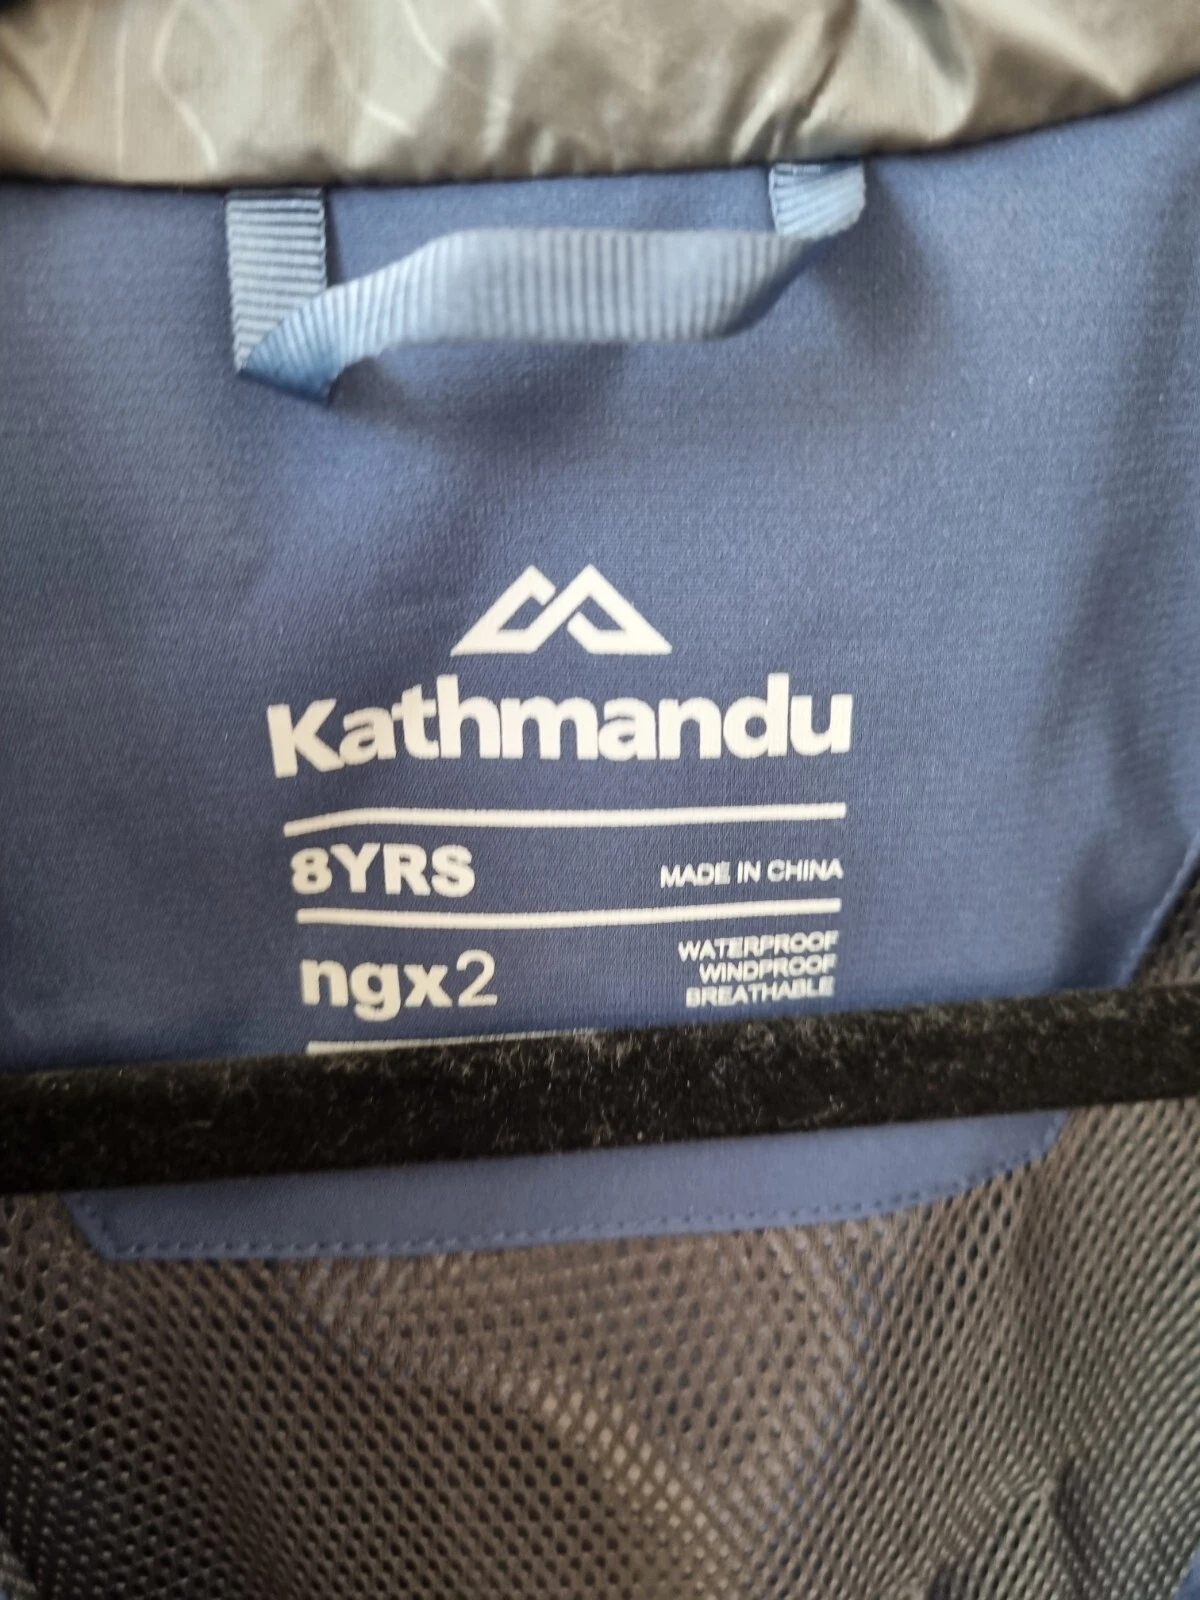 Kathmandu
8YRS
MADE IN CHINA
ngx2
WATERPROOF
WINDPROOF
BREATHABLE